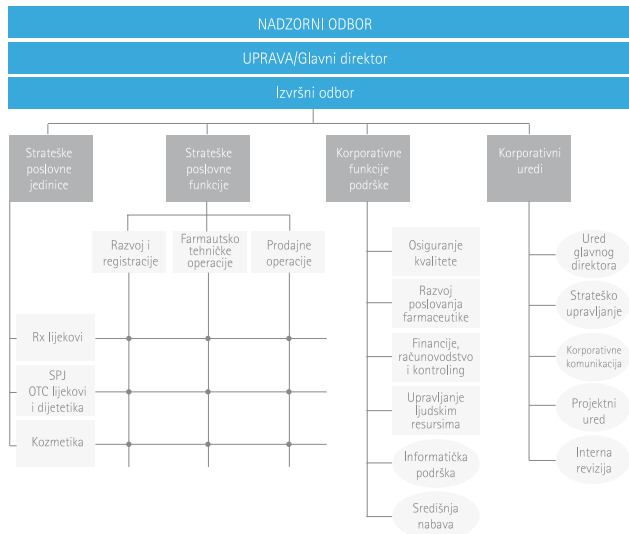 NADZORNI ODBOR
UPRAVA/Glavni direktor
Izvršni odbor
Strateške
poslovne
jedinice
Strateške
poslovne
funkcije
Korporativne
funkcije
podrške
Korporativni
uredi
Razvoj i
registracije
Farmautsko
tehničke
operacije
Prodajne
operacije
Rx lijekovi
SPJ
OTC lijekovi
i dijetetika
Kozmetika
Osiguranje
kvalitete
Razvoj
poslovanja
farmaceutike
Financije,
računovodstvo
i kontroling
Upravljanje
ljudskim
resursima
Informatička
podrška
Središnja
nabava
Ured
glavnog
direktora
Strateško
upravljanje
Korporativne
komunikacija
Projektni
ured
Interna
revizija